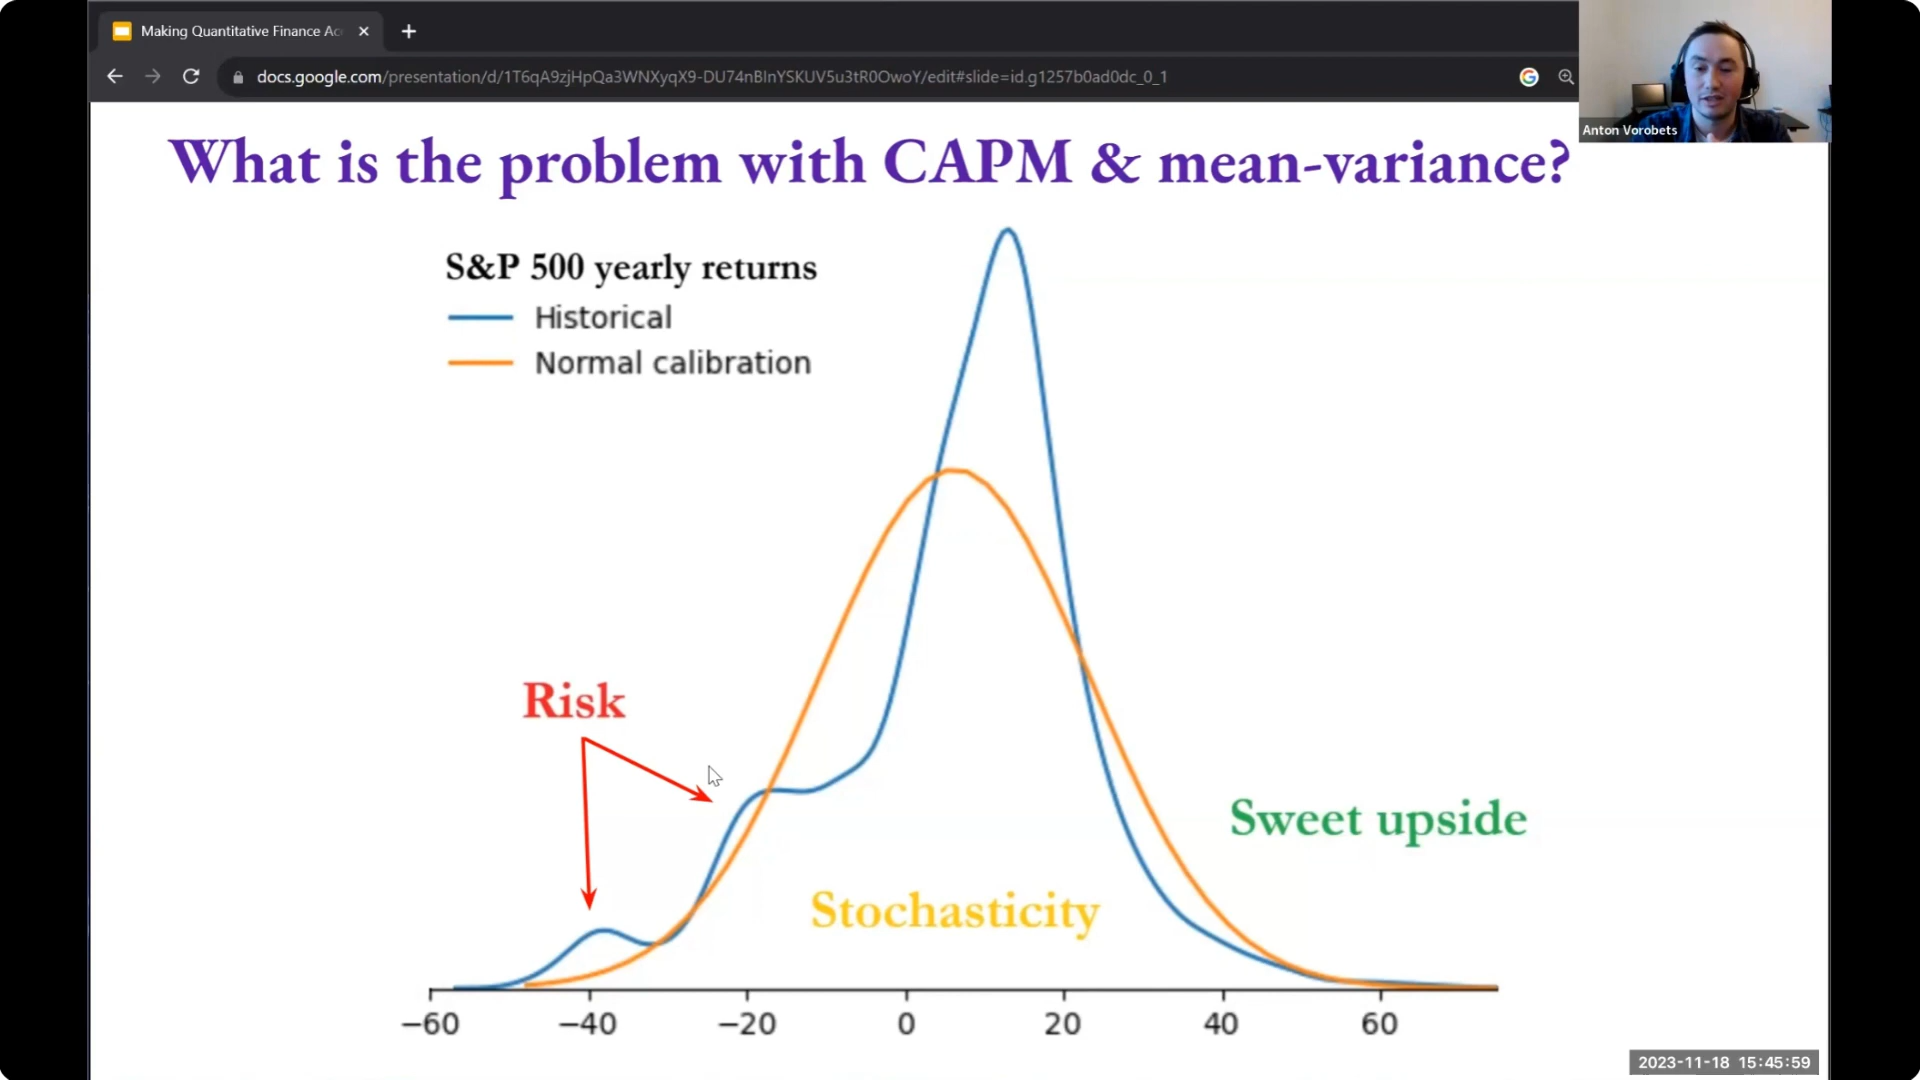 Making Quantitative Finance Ac
docs.google.com/presentation/d/1T6qA9zjHpQa3WNXyqX9-DU74nBlnYSKUV5u3tR0OwoY/edit#slide=id.g1257b0ad0dc_0_1
Anton Vorobets
What is the problem with CAPM & mean-variance?
S&P 500 yearly returns
Historical
Normal calibration
Risk
Sweet upside
Stochasticity
−60 −40 −20 0 20 40 60
2023-11-18 15:45:59